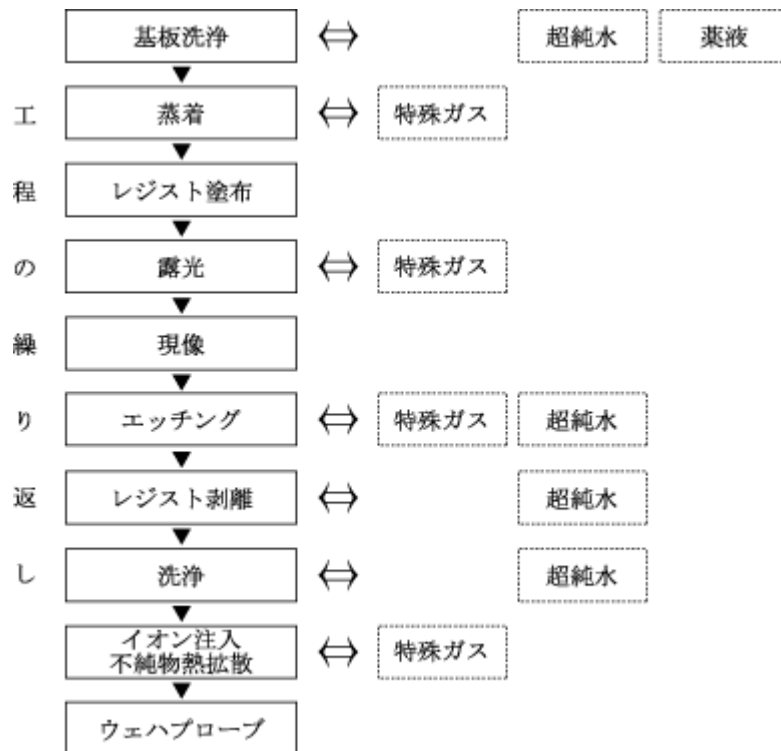 基板洗浄 ⇔ 超純水 薬液
▼
工 蒸着 ⇔ 特殊ガス
▼
程 レジスト塗布
▼
の 露光 ⇔ 特殊ガス
▼
繰 現像
▼
り エッチング ⇔ 特殊ガス 超純水
▼
返 レジスト剥離 ⇔ 超純水
▼
し 洗浄 ⇔ 超純水
▼
イオン注入
不純物熱拡散 ⇔ 特殊ガス
▼
ウェハプローブ